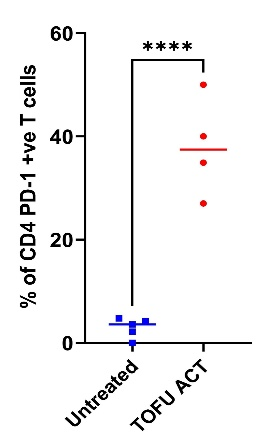 ****
% of CD4 PD-1 +ve T cells
60
40
20
0
Untreated
TOFU ACT